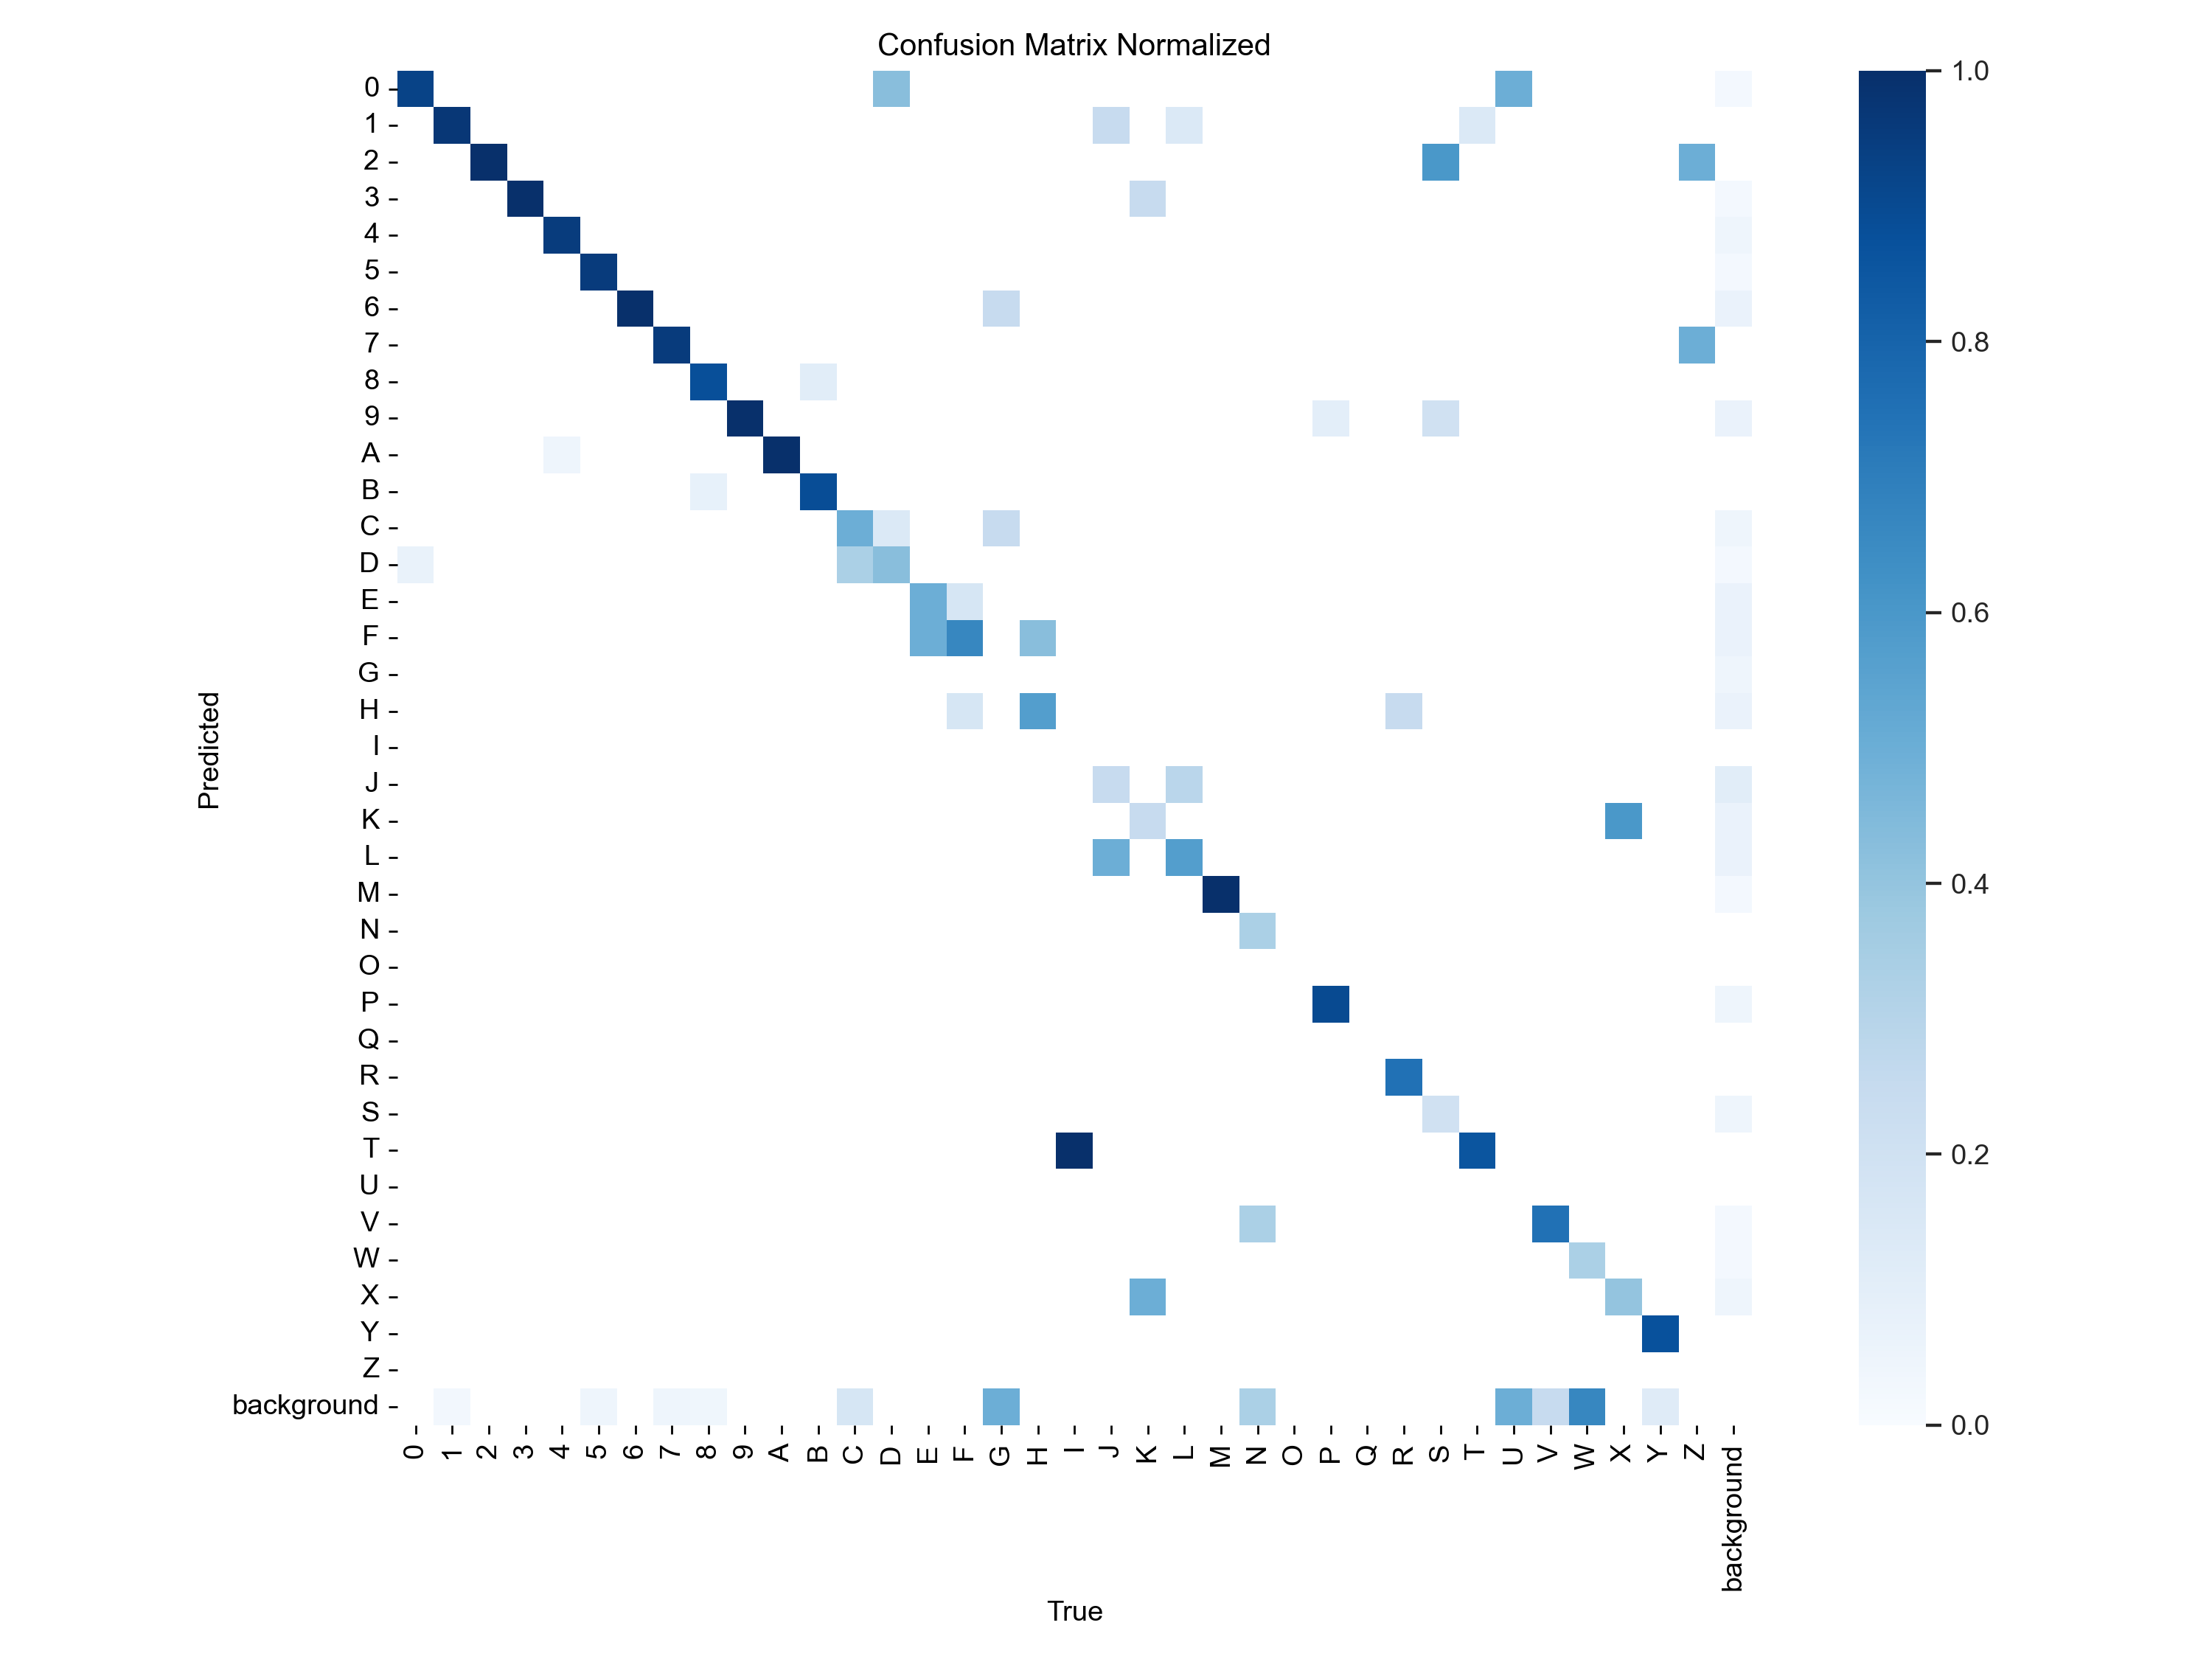 Confusion Matrix Normalized
0
1
2
3
4
5
6
7
8
9
A
B
C
D
E
F
G
H
I
J
K
L
M
N
O
P
Q
R
S
T
U
V
W
X
Y
Z
background
Predicted
0 1 2 3 4 5 6 7 8 9 A B C D E F G H I J K L M N O P Q R S T U V W X Y Z background
True
1.0
0.8
0.6
0.4
0.2
0.0